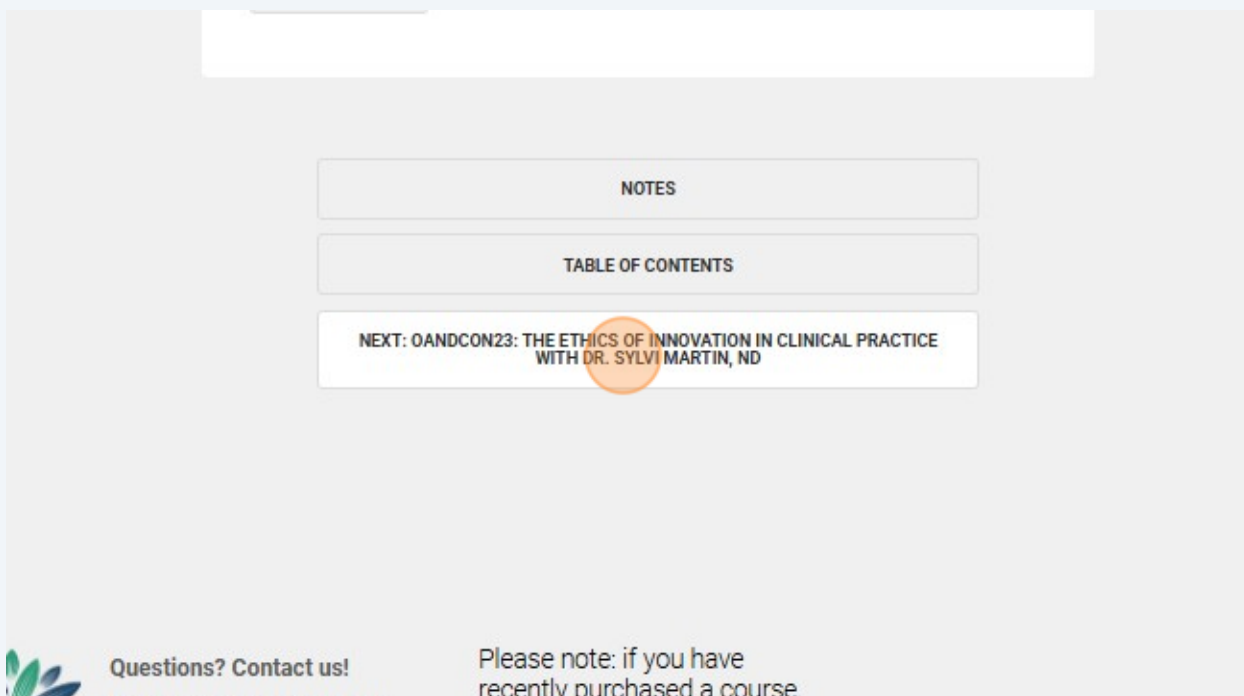 NOTES
TABLE OF CONTENTS
NEXT: OANDCON23: THE ETHICS OF INNOVATION IN CLINICAL PRACTICE
WITH DR. SYLVI MARTIN, ND
Questions? Contact us!
Please note: if you have
recently purchased a course,